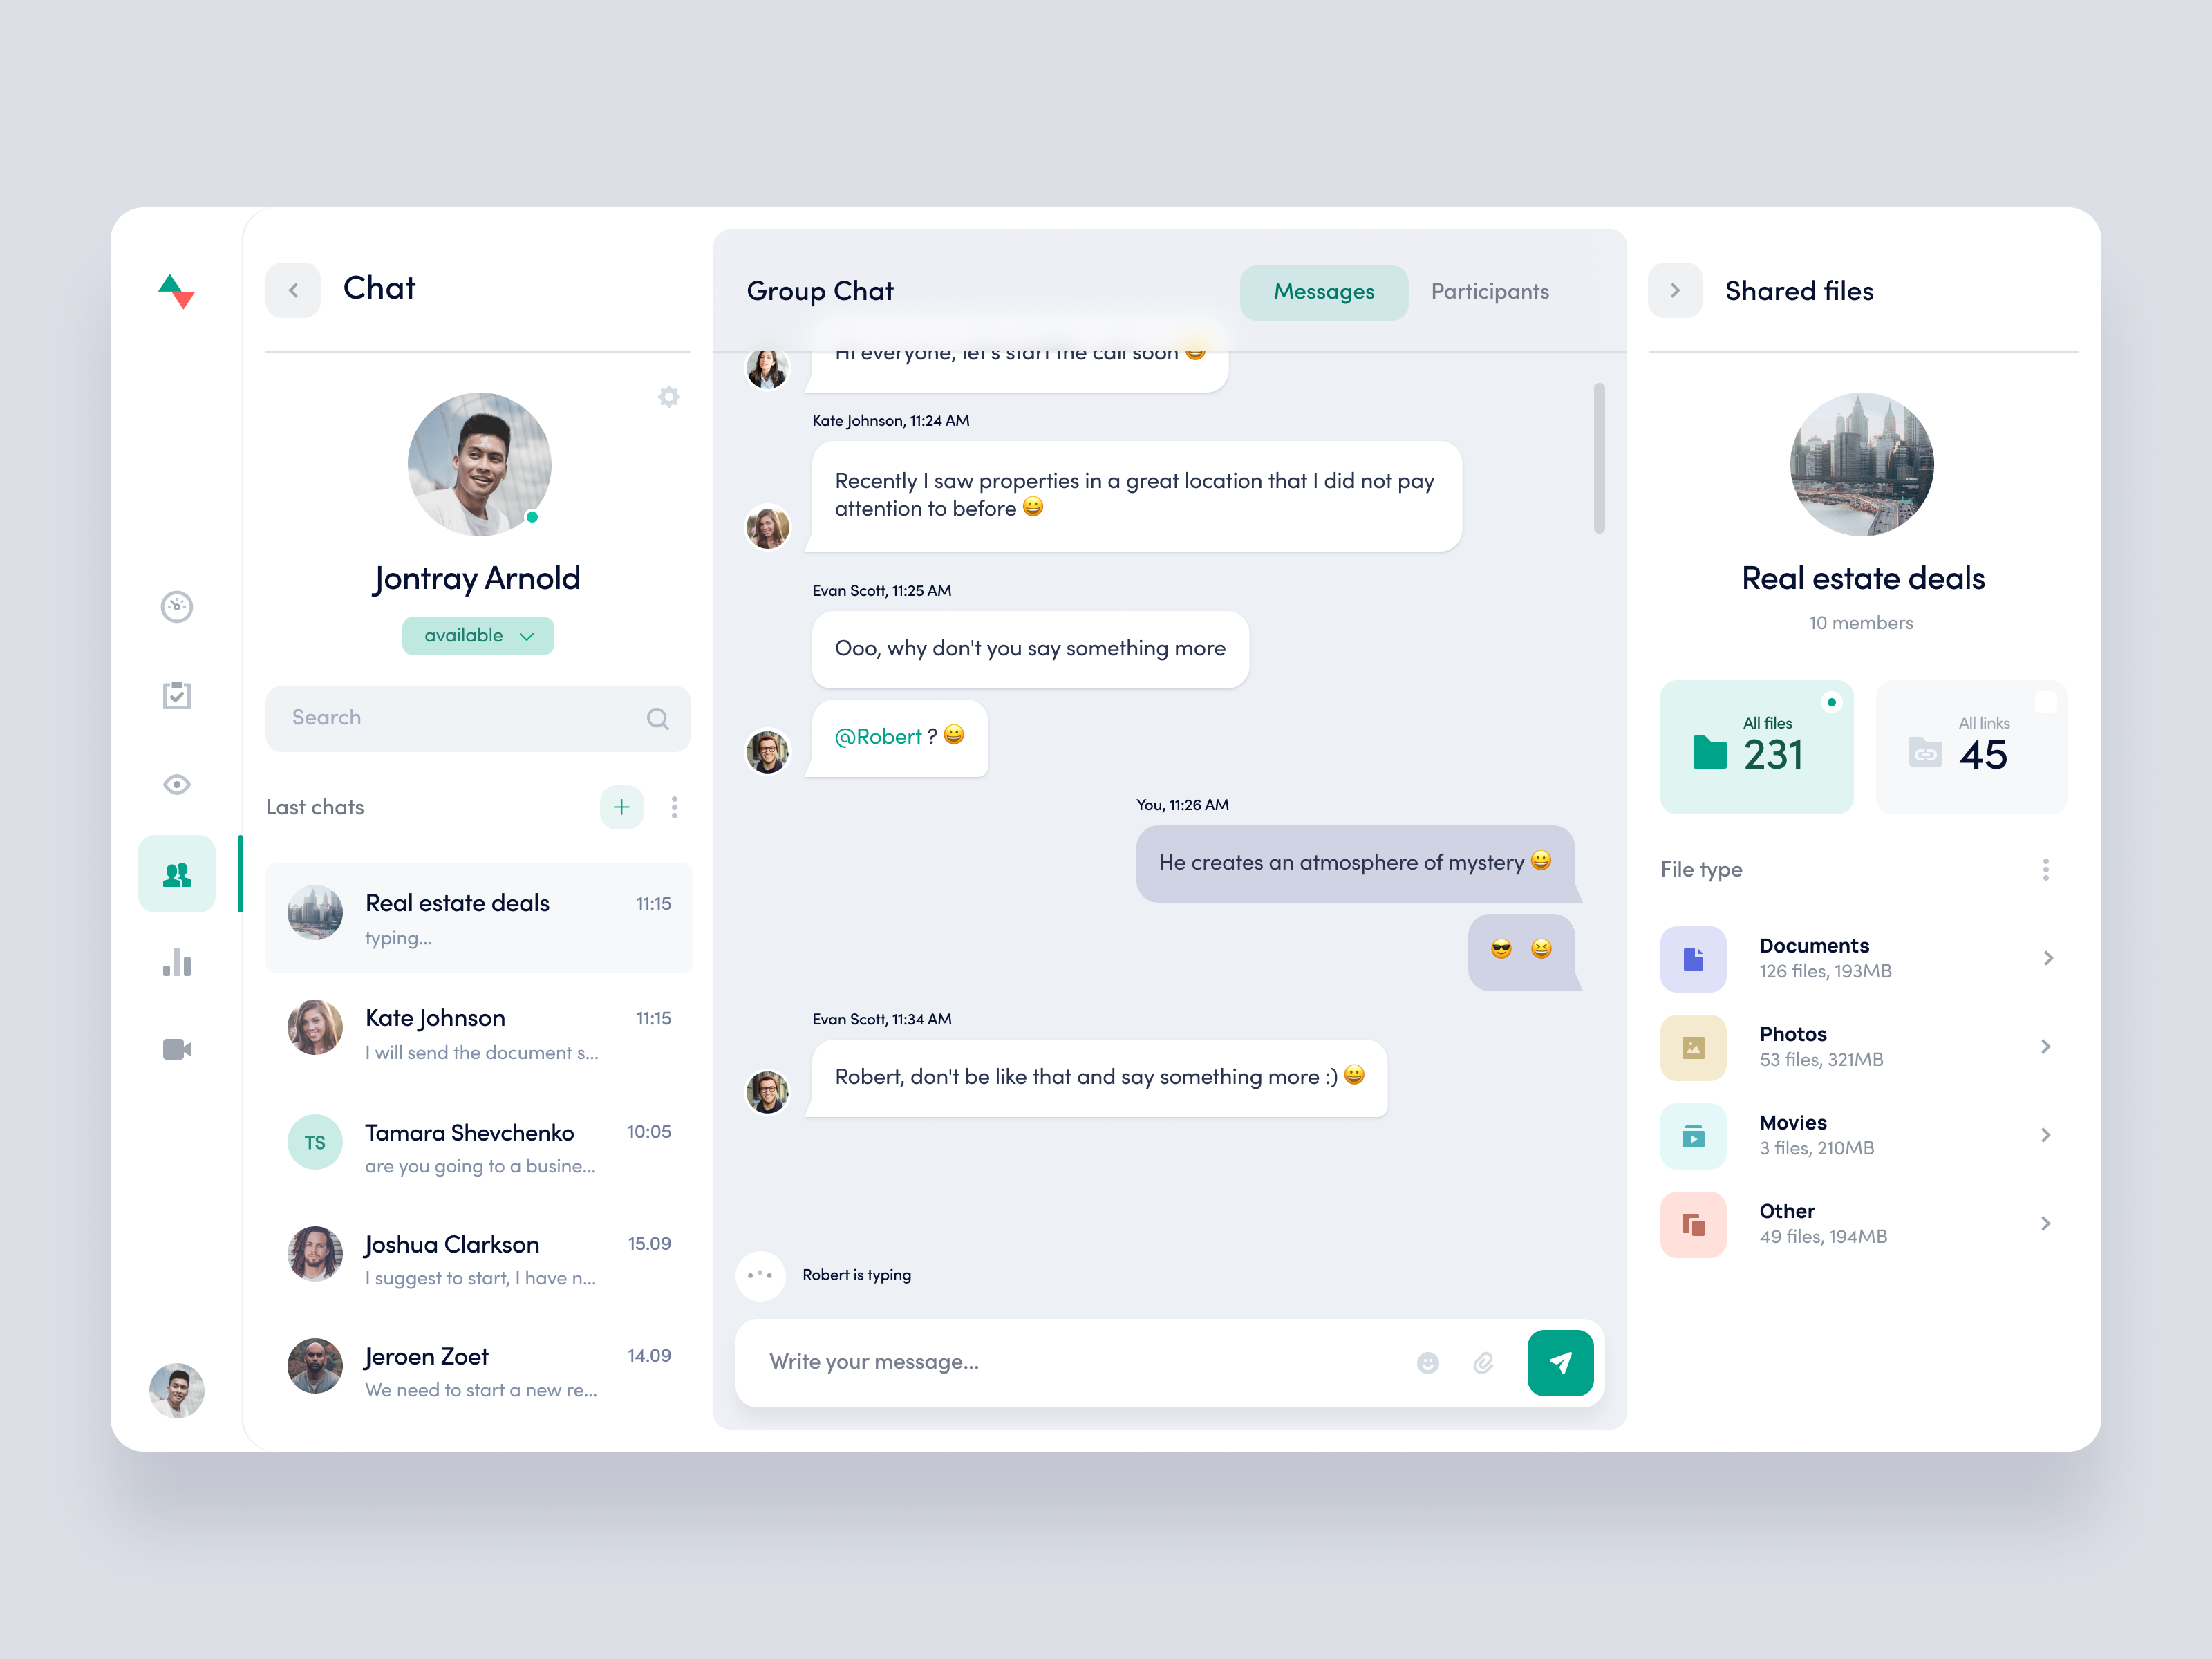 Chat
Jontray Arnold
available
Search
Last chats
Real estate deals
11:15
typing...
Kate Johnson
11:15
I will send the document s...
TS
Tamara Shevchenko
10:05
are you going to a busine...
Joshua Clarkson
15.09
I suggest to start, I have n...
Jeroen Zoet
14.09
We need to start a new re...
Group Chat
Messages
Participants
Hi everyone, let's start the call soon 😀
Kate Johnson, 11:24 AM
Recently I saw properties in a great location that I did not pay
attention to before 😀
Evan Scott, 11:25 AM
Ooo, why don't you say something more
@Robert ? 😀
You, 11:26 AM
He creates an atmosphere of mystery 😀
😎 😆
Evan Scott, 11:34 AM
Robert, don't be like that and say something more :) 😀
Robert is typing
Write your message...
Shared files
Real estate deals
10 members
All files
231
All links
45
File type
Documents
126 files, 193MB
Photos
53 files, 321MB
Movies
3 files, 210MB
Other
49 files, 194MB